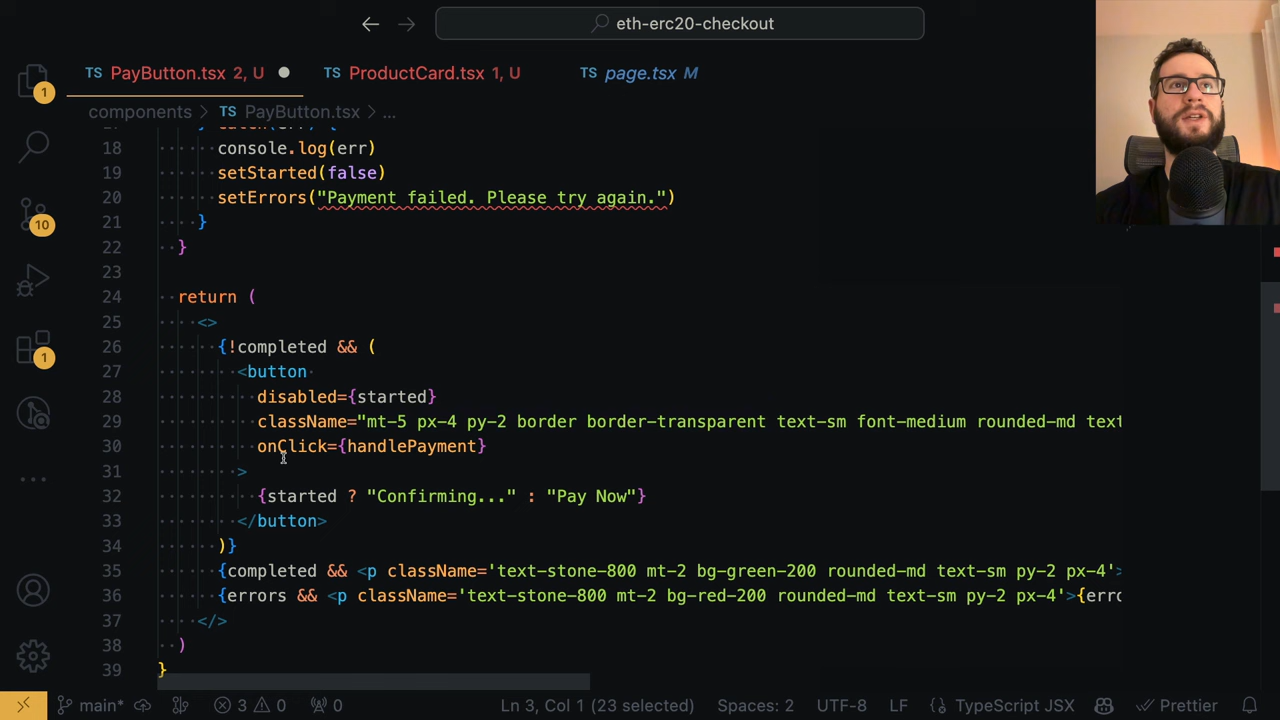 eth-erc20-checkout
TS PayButton.tsx 2, U
TS ProductCard.tsx 1, U
TS page.tsx M
components > TS PayButton.tsx > ...
18 console.log(err)
19 setStarted(false)
20 setErrors("Payment failed. Please try again.")
21 }
22 }
23
24 return (
25 <>
26 {!completed && (
27 <button
28 disabled={started}
29 className="mt-5 px-4 py-2 border border-transparent text-sm font-medium rounded-md text
30 onClick={handlePayment}
31 >
32 {started ? "Confirming..." : "Pay Now"}
33 </button>
34 )}
35 {completed && <p className='text-stone-800 mt-2 bg-green-200 rounded-md text-sm py-2 px-4'>
36 {errors && <p className='text-stone-800 mt-2 bg-red-200 rounded-md text-sm py-2 px-4'>{erro
37 </>
38 )
39 }
1
10
1
main* 3 0 0 Ln 3, Col 1 (23 selected) Spaces: 2 UTF-8 LF {} TypeScript JSX Prettier